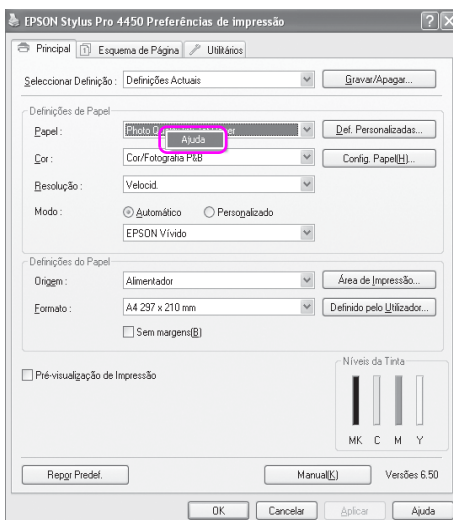 EPSON Stylus Pro 4450 Preferências de impressão
Principal Esquema de Página Utilitários
Seleccionar Definição : Definições Actuais Gravar/Apagar...
Definições de Papel
Papel : Photo Def. Personalizadas...
Ajuda
Cor : Cor/Fotografia P&B Config. Papel(H)...
Resolução : Velocid.
Modo : Automático Personalizado
EPSON Vívido
Definições do Papel
Origem : Alimentador Área de Impressão...
Formato : A4 297 x 210 mm Definido pelo Utilizador...
Sem margens(B)
Pré-visualização de Impressão
Níveis da Tinta
MK C M Y
Repor Predef. Manual(K) Versões 6.50
OK Cancelar Aplicar Ajuda